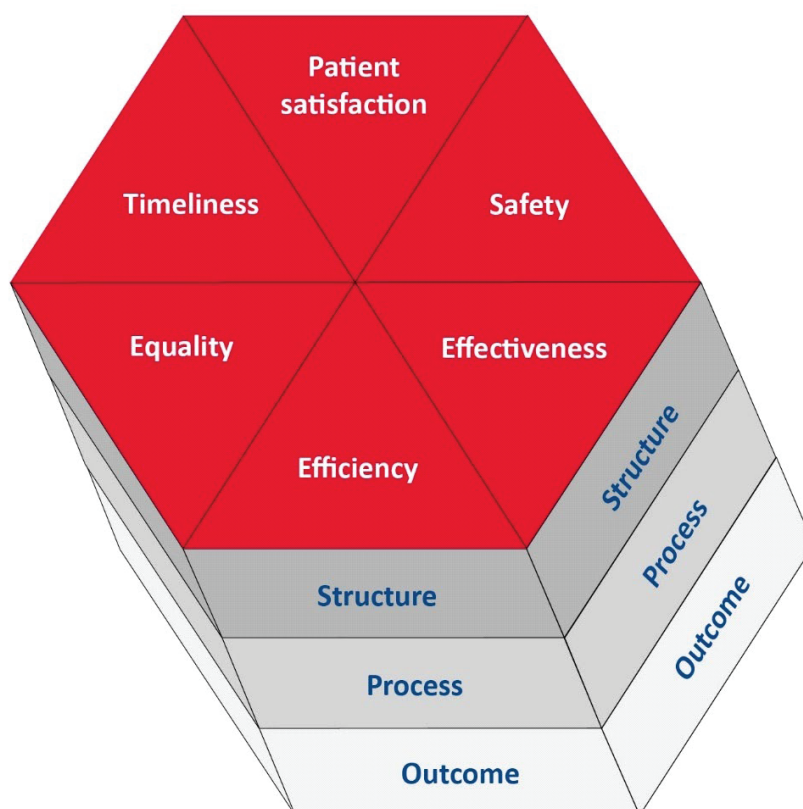 Patient
satisfaction
Timeliness
Safety
Equality
Effectiveness
Efficiency
Structure
Structure
Process
Process
Outcome
Outcome